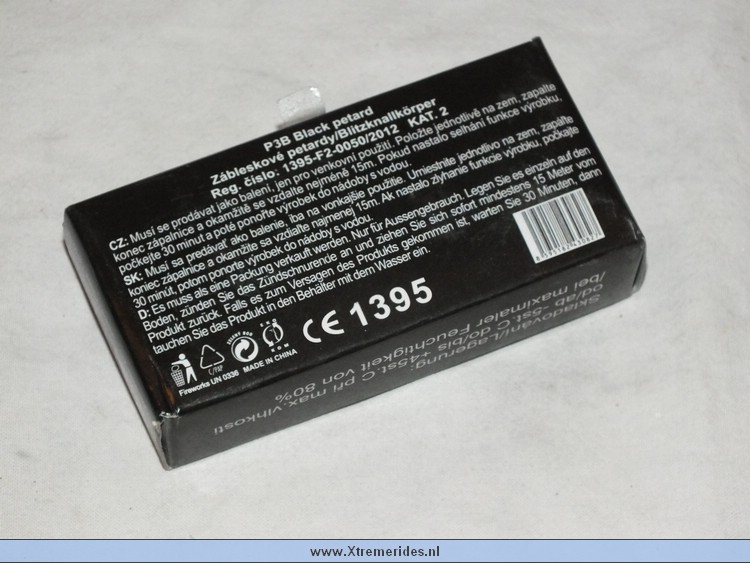 P3B Black petard
Zábleskové petardy/Blitzknallkörper
Reg. číslo: 1395-F2-0050/2012 KAT. 2
CZ: Musí se prodávat jako balení, jen pro venkovní použití. Položte jednotlivě na zem, zapalte
konec zápalnice a okamžitě se vzdalte nejméně 15m. Pokud nastalo selhání funkce výrobku,
počkejte 30 minut a poté ponořte výrobek do nádoby s vodou.
SK: Musí sa predávať ako balenie, iba na vonkajšie použitie. Umiestnite jednotlivo na zem, zapalte
konec zápalnice a okamžite sa vzdiaľte najmenej 15m. Ak nastalo zlyhanie funkcie výrobku, počkajte
30 minút, potom ponorte výrobek do nádoby s vodou.
D: Es muss als eine Packung verkauft werden. Nur für Aussengebrauch. Legen Sie es einzeln auf den
Boden, zünden Sie das Zündschnurende an und ziehen Sie sich sofort mindestens 15 Meter vom
Produkt zurück. Falls es zum Versagen des Produkts gekommen ist, warten Sie 30 Minuten, dann
tauchen Sie das Produkt in den Behälter mit dem Wasser ein.
CE 1395
C/PAP
Fireworks UN 0336 MADE IN CHINA
Skladování/Lagerung:
od/ab -5st.C do/bis +45st.C při max.vlhkosti
/bei maximaler Feuchtigkeit von 80%
www.Xtremerides.nl